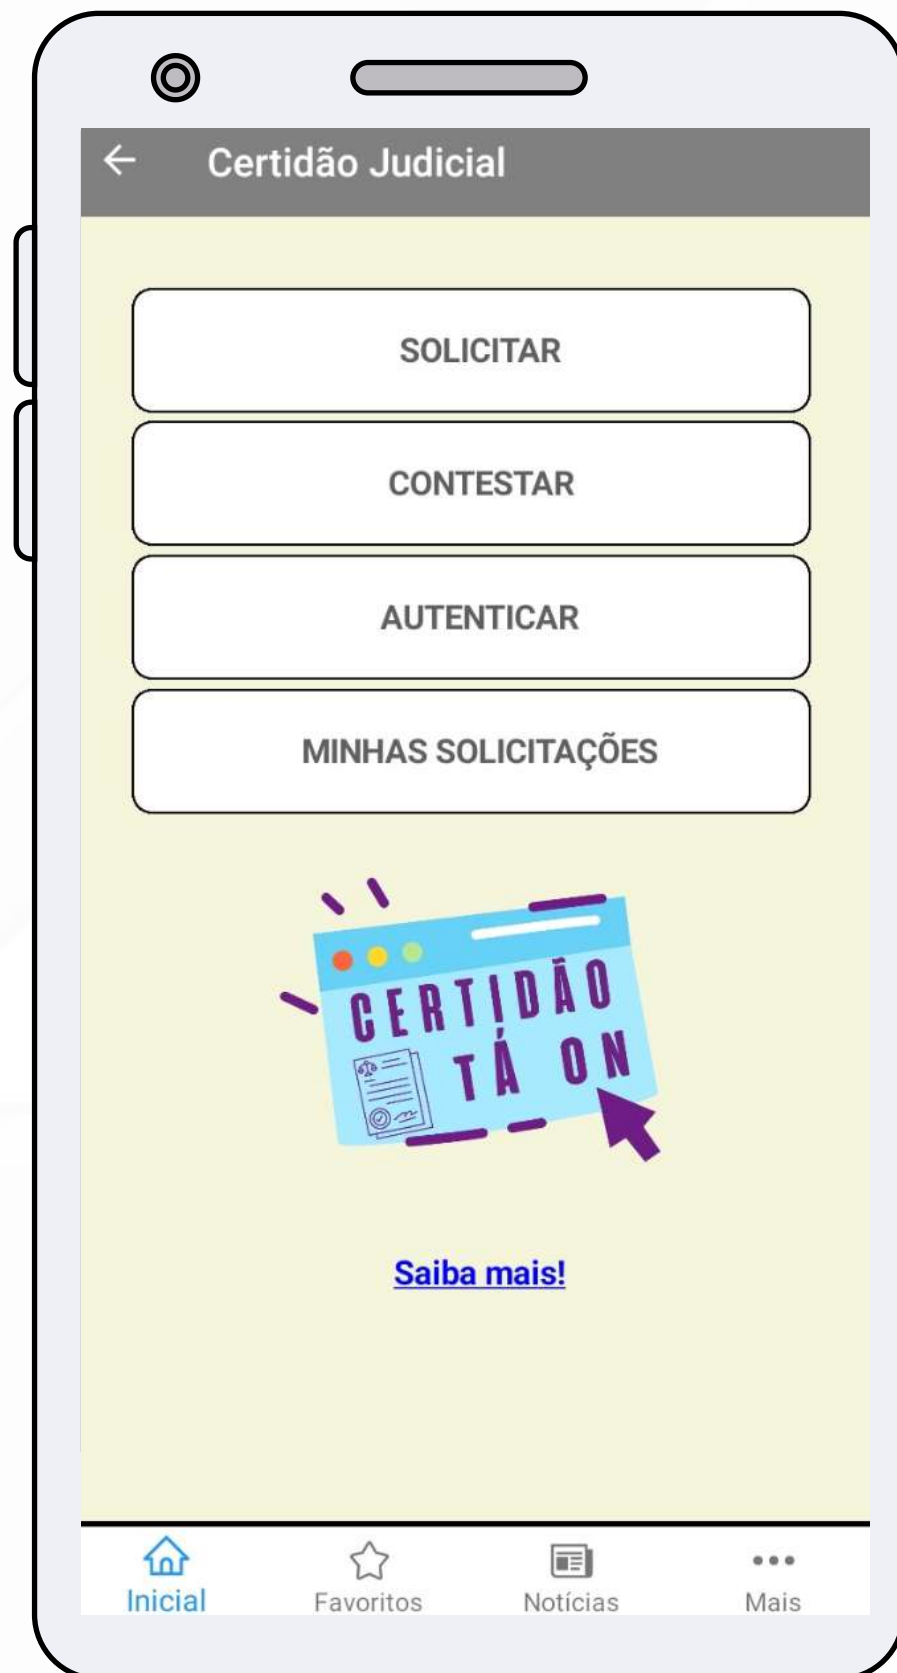 Certidão Judicial
SOLICITAR
CONTESTAR
AUTENTICAR
MINHAS SOLICITAÇÕES
CERTIDÃO
TÁ ON
Saiba mais!
Inicial
Favoritos
Notícias
Mais